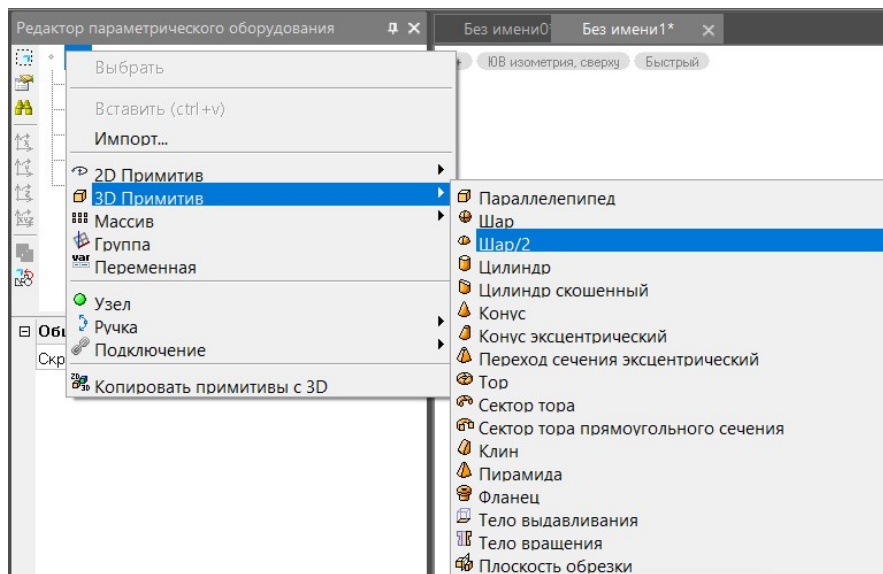 Редактор параметрического оборудования
Без имени0*
Без имени1*
ЮВ изометрия, сверху
Быстрый
Выбрать
Вставить (ctrl+v)
Импорт...
2D Примитив
3D Примитив
Массив
Группа
var Переменная
Узел
Ручка
Подключение
Копировать примитивы с 3D
Параллелепипед
Шар
Шар/2
Цилиндр
Цилиндр скошенный
Конус
Конус эксцентрический
Переход сечения эксцентрический
Тор
Сектор тора
Сектор тора прямоугольного сечения
Клин
Пирамида
Фланец
Тело выдавливания
Тело вращения
Плоскость обрезки